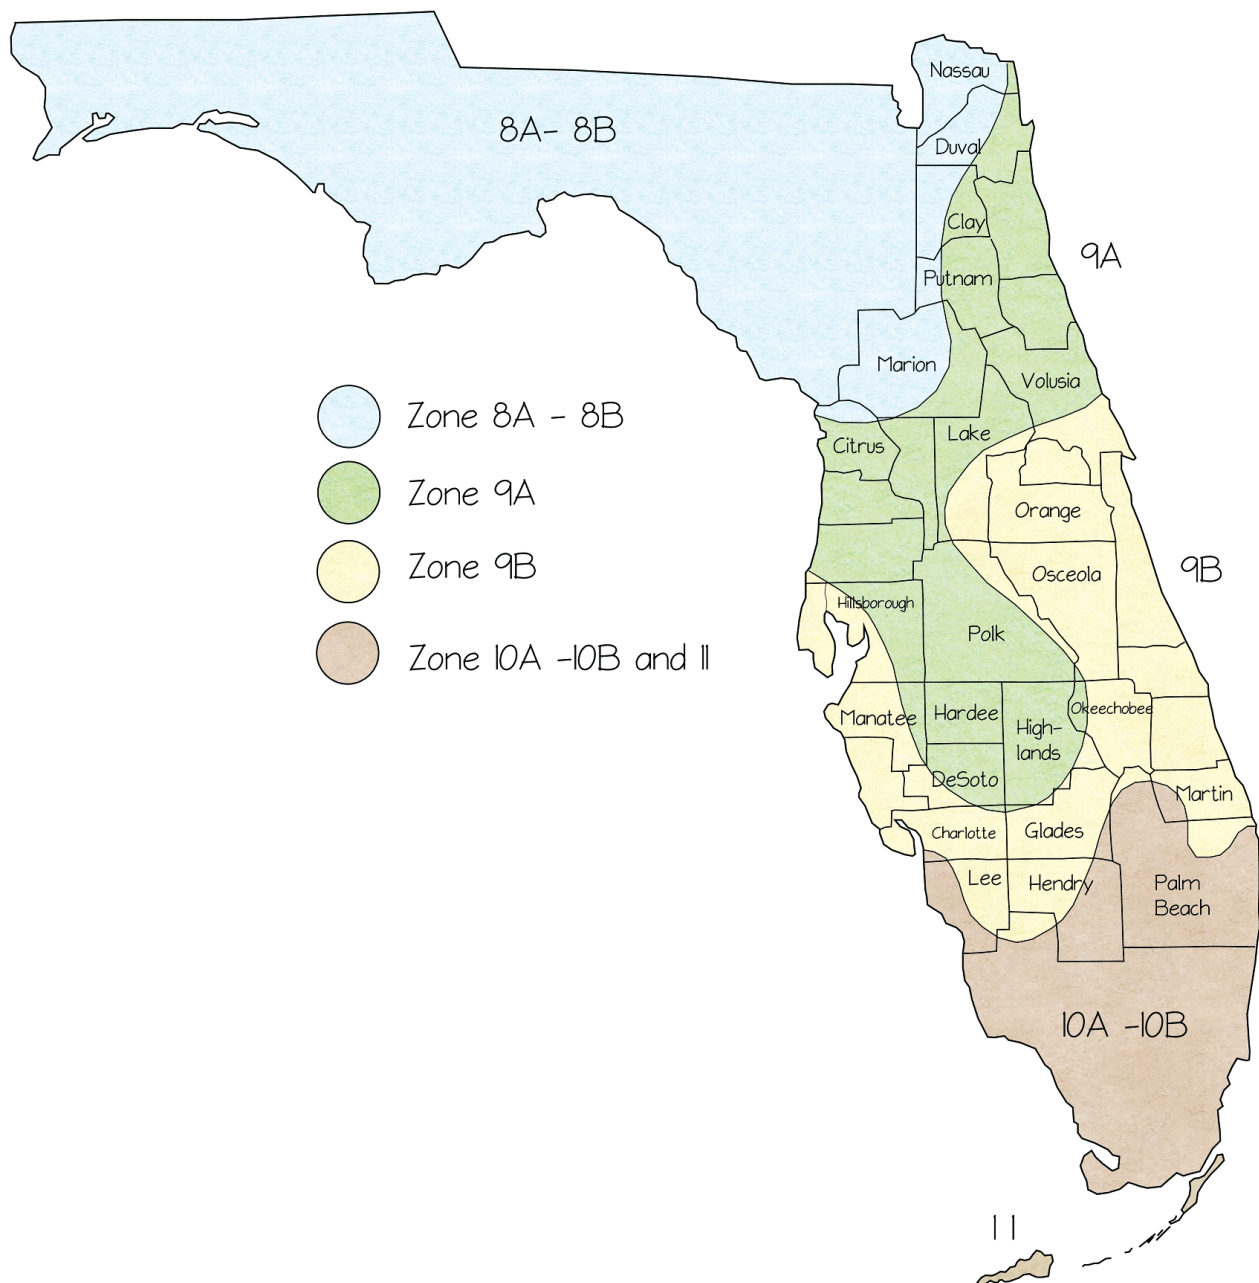 Nassau
8A- 8B
Duval
Clay
9A
Putnam
Marion
Volusia
Zone 8A - 8B
Lake
Citrus
Zone 9A
Orange
Zone 9B
Osceola
9B
Hillsborough
Polk
Zone 10A -10B and 11
Okeechobee
Manatee
Hardee
High-
lands
DeSoto
Martin
Charlotte
Glades
Lee
Hendry
Palm
Beach
10A -10B
11